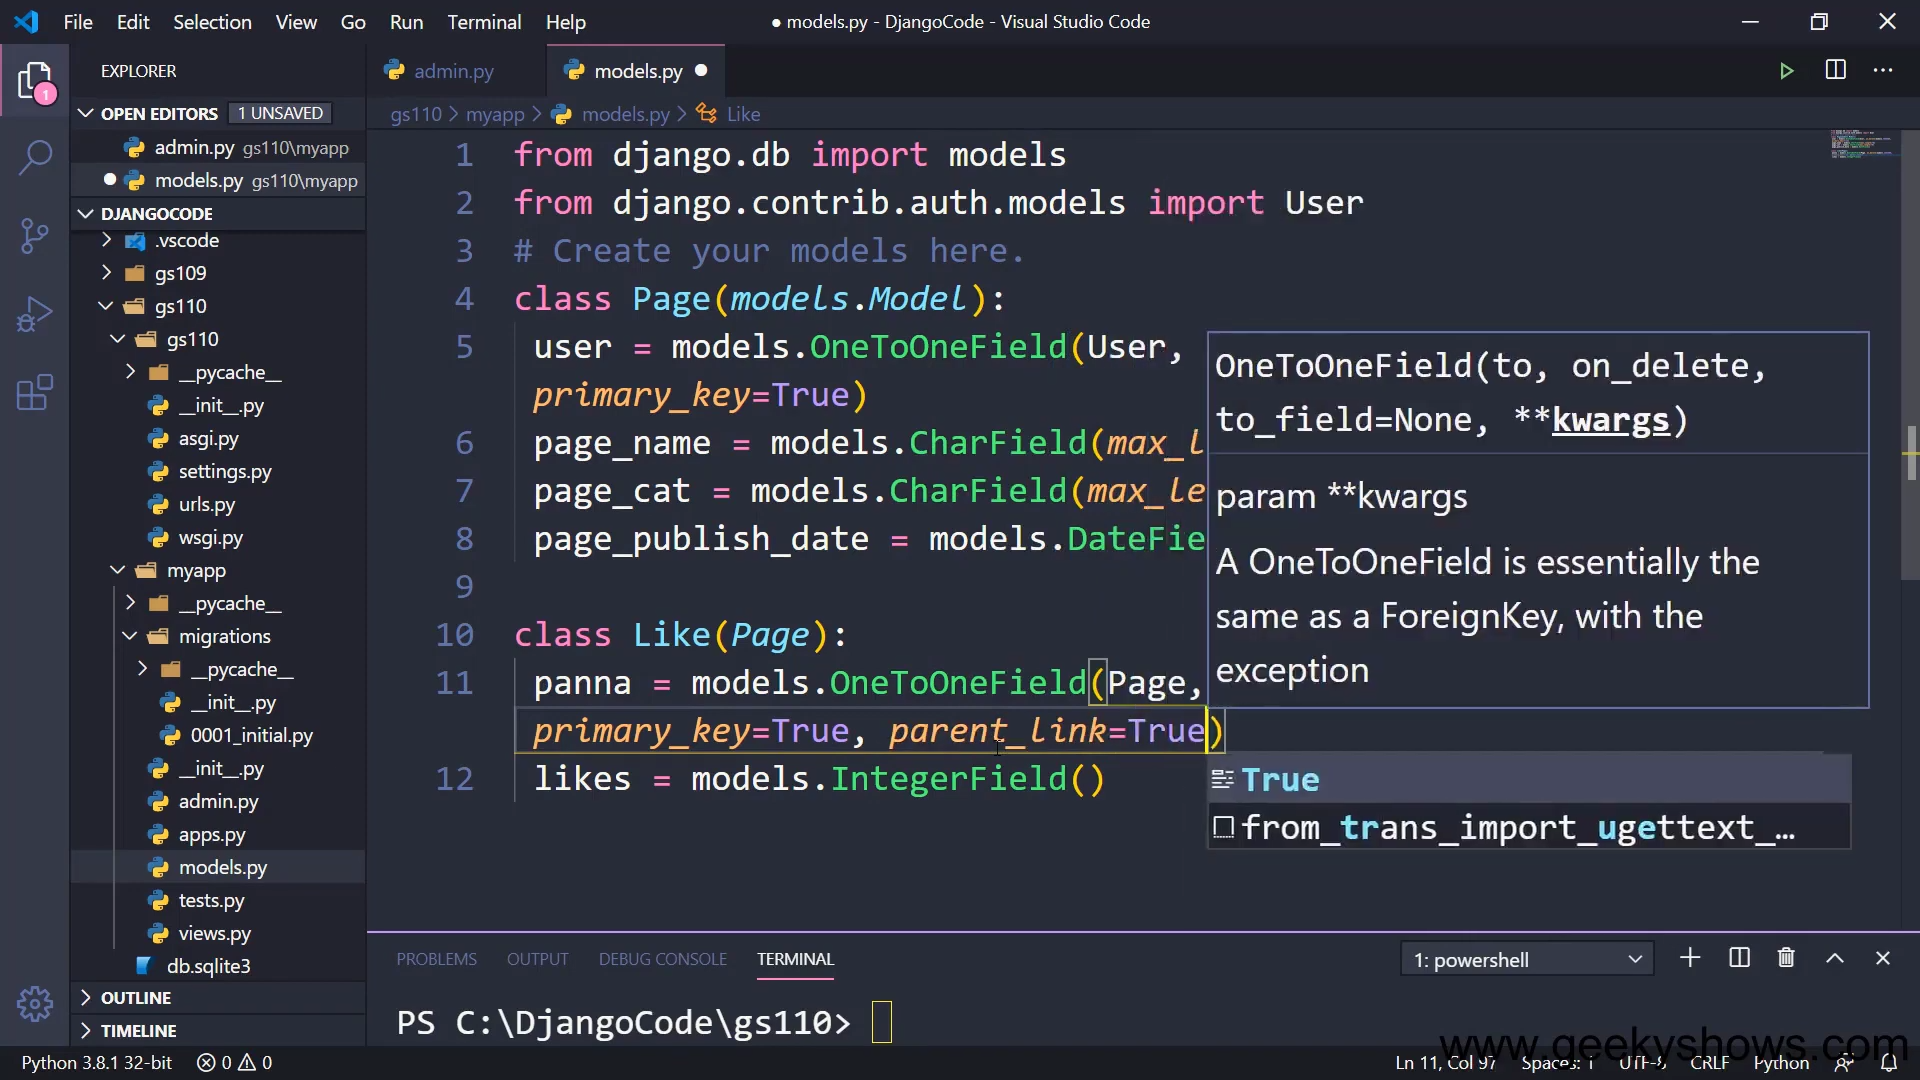 File Edit Selection View Go Run Terminal Help
● models.py - DjangoCode - Visual Studio Code
EXPLORER
1
OPEN EDITORS 1 UNSAVED
admin.py gs110\myapp
models.py gs110\myapp
DJANGOCODE
.vscode
gs109
gs110
gs110
__pycache__
__init__.py
asgi.py
settings.py
urls.py
wsgi.py
myapp
__pycache__
migrations
__pycache__
__init__.py
0001_initial.py
__init__.py
admin.py
apps.py
models.py
tests.py
views.py
db.sqlite3
OUTLINE
TIMELINE
admin.py models.py
gs110 > myapp > models.py > Like
1 from django.db import models
2 from django.contrib.auth.models import User
3 # Create your models here.
4 class Page(models.Model):
5 user = models.OneToOneField(User,
primary_key=True)
6 page_name = models.CharField(max_l
7 page_cat = models.CharField(max_le
8 page_publish_date = models.DateFie
9
10 class Like(Page):
11 panna = models.OneToOneField(Page,
primary_key=True, parent_link=True)
12 likes = models.IntegerField()
OneToOneField(to, on_delete,
to_field=None, **kwargs)
param **kwargs
A OneToOneField is essentially the
same as a ForeignKey, with the
exception
True
from_trans_import_ugettext_…
PROBLEMS OUTPUT DEBUG CONSOLE TERMINAL
1: powershell
PS C:\DjangoCode\gs110>
www.geekyshows.com
Python 3.8.1 32-bit 0 0
Ln 11, Col 97 Spaces: 1 UTF-8 CRLF Python